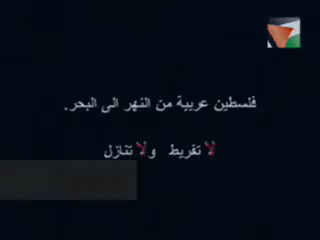 فلسطين عربية من النهر الى البحر.
لا تفريط ولا تنازل